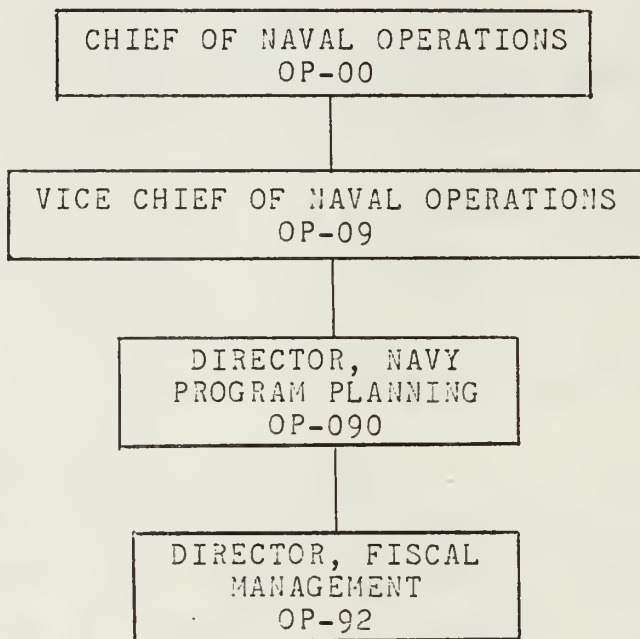 CHIEF OF NAVAL OPERATIONS
OP-00
VICE CHIEF OF NAVAL OPERATIONS
OP-09
DIRECTOR, NAVY
PROGRAM PLANNING
OP-090
DIRECTOR, FISCAL
MANAGEMENT
OP-92